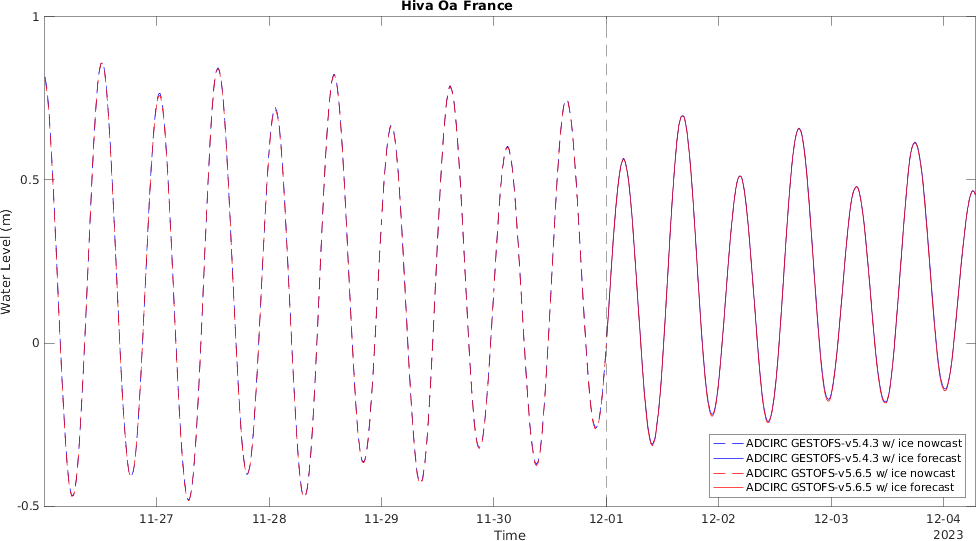 Hiva Oa France
1
0.5
0
-0.5
Water Level (m)
11-27 11-28 11-29 11-30 12-01 12-02 12-03 12-04
Time
2023
ADCIRC GESTOFS-v5.4.3 w/ ice nowcast
ADCIRC GESTOFS-v5.4.3 w/ ice forecast
ADCIRC GSTOFS-v5.6.5 w/ ice nowcast
ADCIRC GSTOFS-v5.6.5 w/ ice forecast